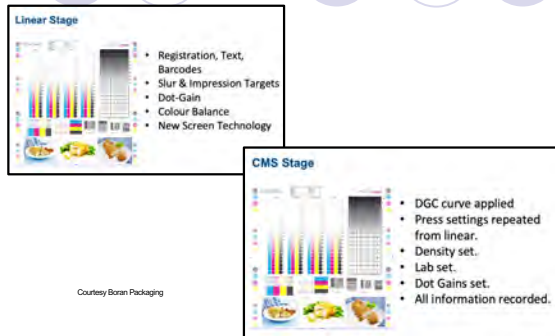 Linear Stage
• Registration, Text,
Barcodes
• Slur & Impression Targets
• Dot-Gain
• Colour Balance
• New Screen Technology
CMS Stage
• DGC curve applied
• Press settings repeated
from linear.
• Density set.
• Lab set.
• Dot Gains set.
• All information recorded.
Courtesy Boran Packaging